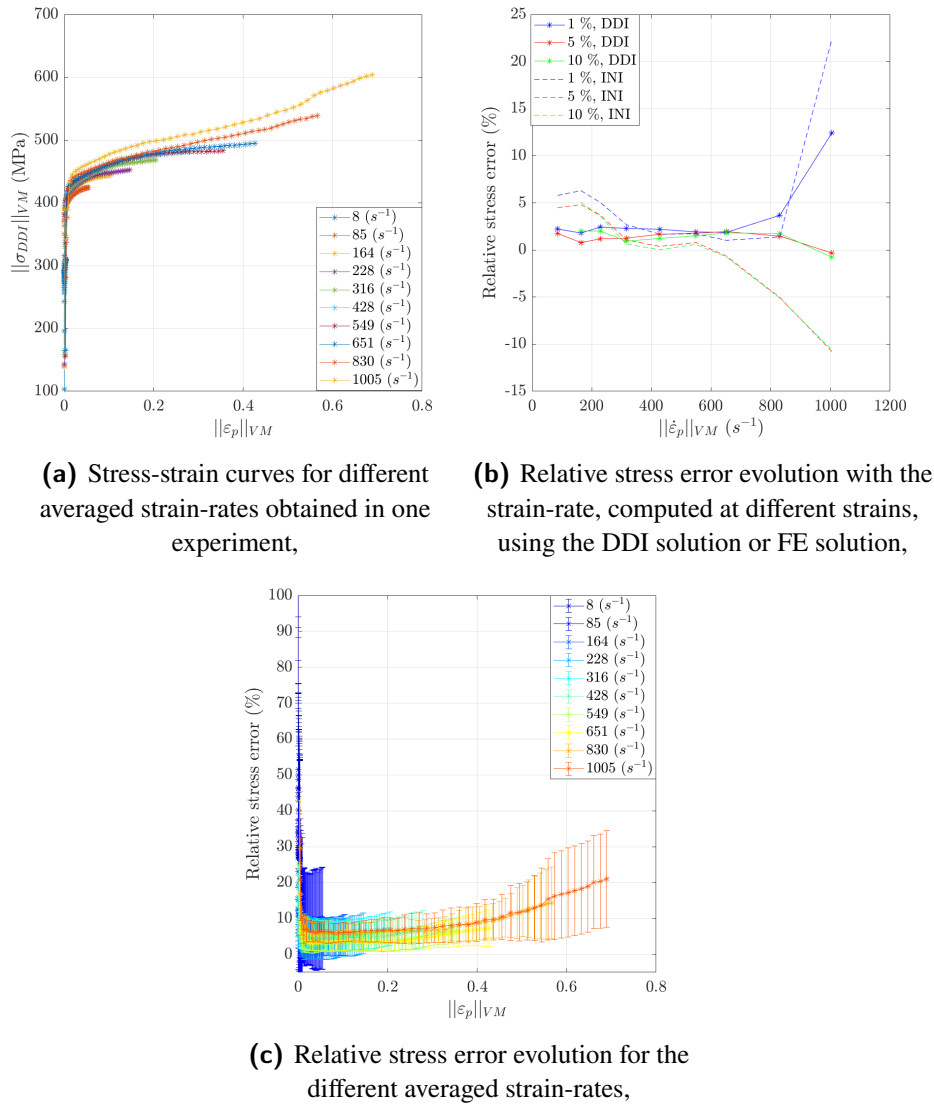 700
600
500
400
300
200
100
0
0.2
0.4
0.6
0.8
||σ_DDI||_VM (MPa)
||ε_p||_VM
8 (s⁻¹)
85 (s⁻¹)
164 (s⁻¹)
228 (s⁻¹)
316 (s⁻¹)
428 (s⁻¹)
549 (s⁻¹)
651 (s⁻¹)
830 (s⁻¹)
1005 (s⁻¹)
25
20
15
10
5
0
-5
-10
-15
0
200
400
600
800
1000
1200
Relative stress error (%)
||ε̇_p||_VM (s⁻¹)
1 %, DDI
5 %, DDI
10 %, DDI
1 %, INI
5 %, INI
10 %, INI
(a) Stress-strain curves for different
averaged strain-rates obtained in one
experiment,
(b) Relative stress error evolution with the
strain-rate, computed at different strains,
using the DDI solution or FE solution,
100
90
80
70
60
50
40
30
20
10
0
0
0.2
0.4
0.6
0.8
Relative stress error (%)
||ε_p||_VM
8 (s⁻¹)
85 (s⁻¹)
164 (s⁻¹)
228 (s⁻¹)
316 (s⁻¹)
428 (s⁻¹)
549 (s⁻¹)
651 (s⁻¹)
830 (s⁻¹)
1005 (s⁻¹)
(c) Relative stress error evolution for the
different averaged strain-rates,